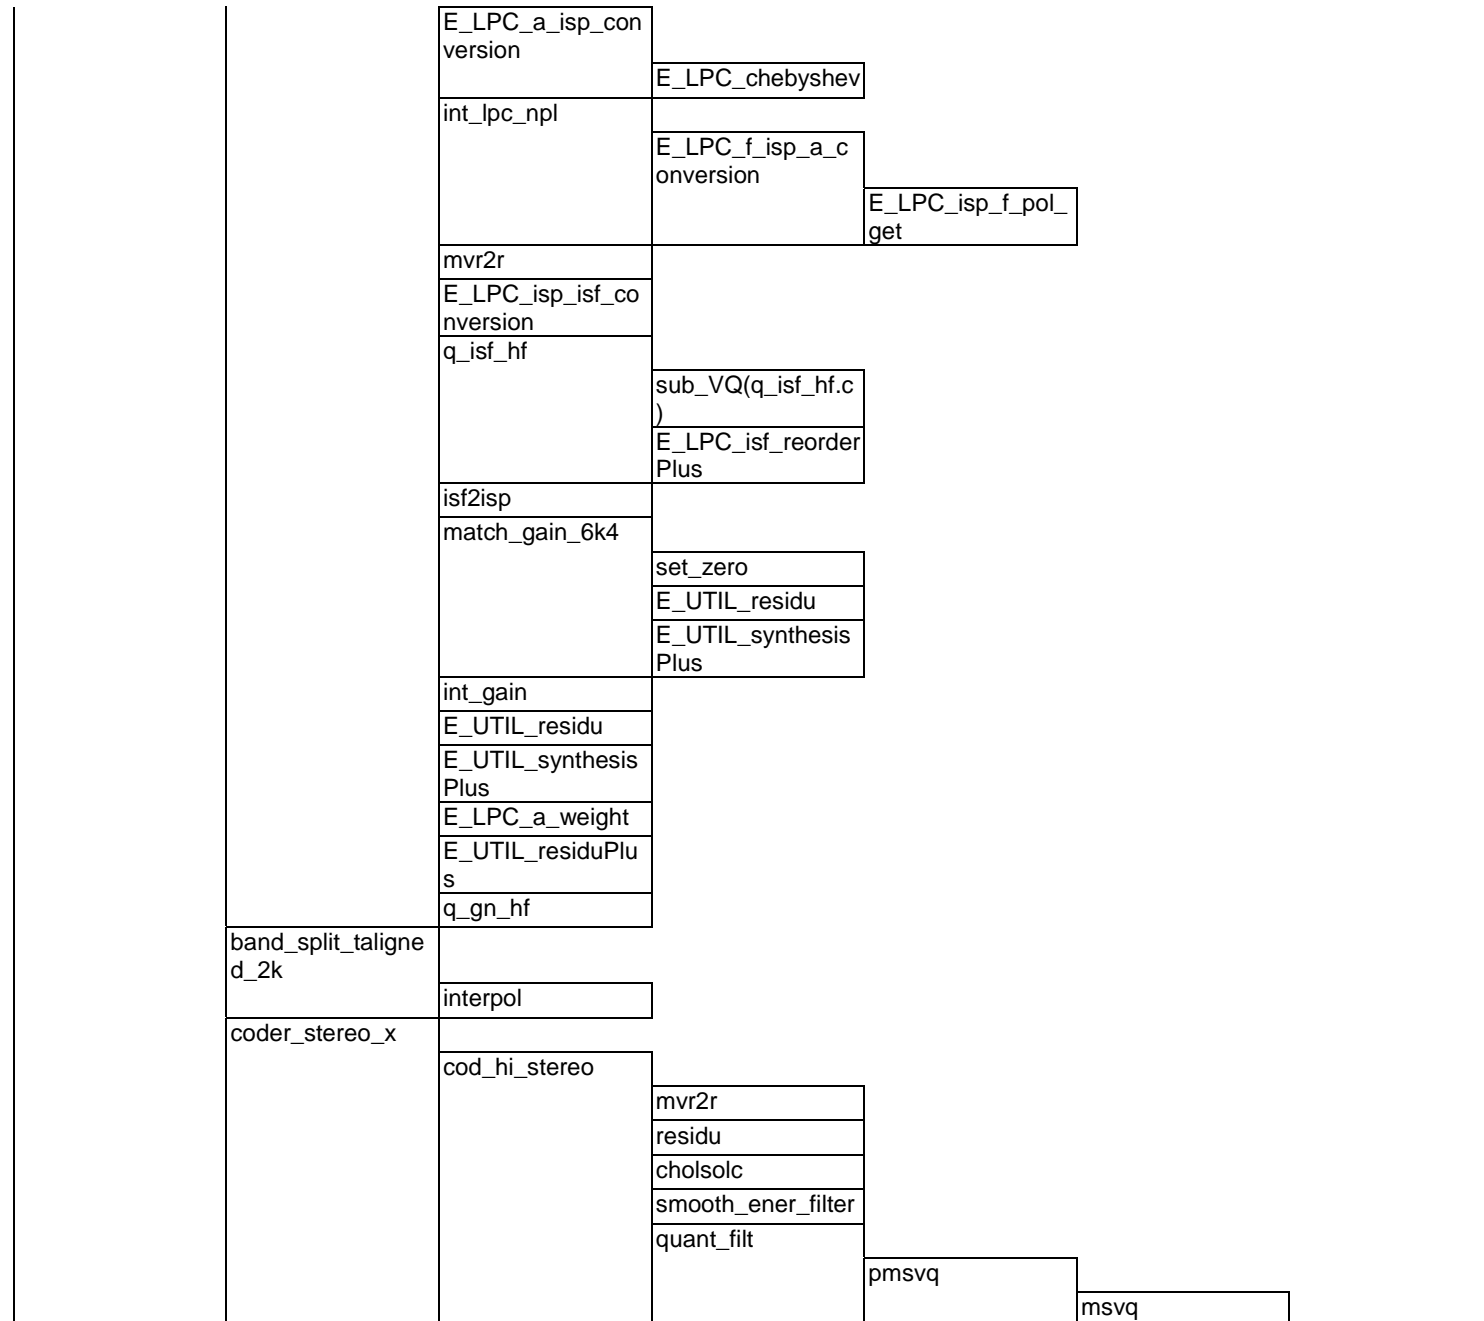 E_LPC_a_isp_con
version
E_LPC_chebyshev
int_lpc_npl
E_LPC_f_isp_a_c
onversion
E_LPC_isp_f_pol_
get
mvr2r
E_LPC_isp_isf_co
nversion
q_isf_hf
sub_VQ(q_isf_hf.c
)
E_LPC_isf_reorder
Plus
isf2isp
match_gain_6k4
set_zero
E_UTIL_residu
E_UTIL_synthesis
Plus
int_gain
E_UTIL_residu
E_UTIL_synthesis
Plus
E_LPC_a_weight
E_UTIL_residuPlu
s
q_gn_hf
band_split_taligne
d_2k
interpol
coder_stereo_x
cod_hi_stereo
mvr2r
residu
cholsolc
smooth_ener_filter
quant_filt
pmsvq
msvq